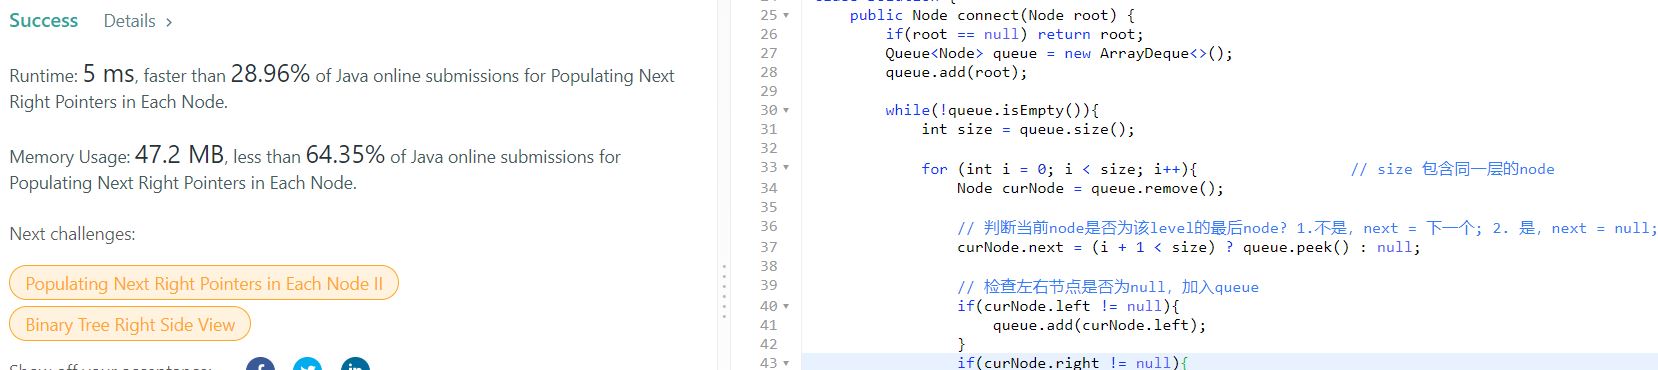 Success Details >
Runtime: 5 ms, faster than 28.96% of Java online submissions for Populating Next
Right Pointers in Each Node.
Memory Usage: 47.2 MB, less than 64.35% of Java online submissions for
Populating Next Right Pointers in Each Node.
Next challenges:
Populating Next Right Pointers in Each Node II
Binary Tree Right Side View
Show off your acceptance:
25 public Node connect(Node root) {
26 if(root == null) return root;
27 Queue<Node> queue = new ArrayDeque<>();
28 queue.add(root);
29
30 while(!queue.isEmpty()){
31 int size = queue.size();
32
33 for (int i = 0; i < size; i++){ // size 包含同一层的node
34 Node curNode = queue.remove();
35
36 // 判断当前node是否为该level的最后node? 1.不是，next = 下一个; 2. 是，next = null;
37 curNode.next = (i + 1 < size) ? queue.peek() : null;
38
39 // 检查左右节点是否为null，加入queue
40 if(curNode.left != null){
41 queue.add(curNode.left);
42 }
43 if(curNode.right != null){